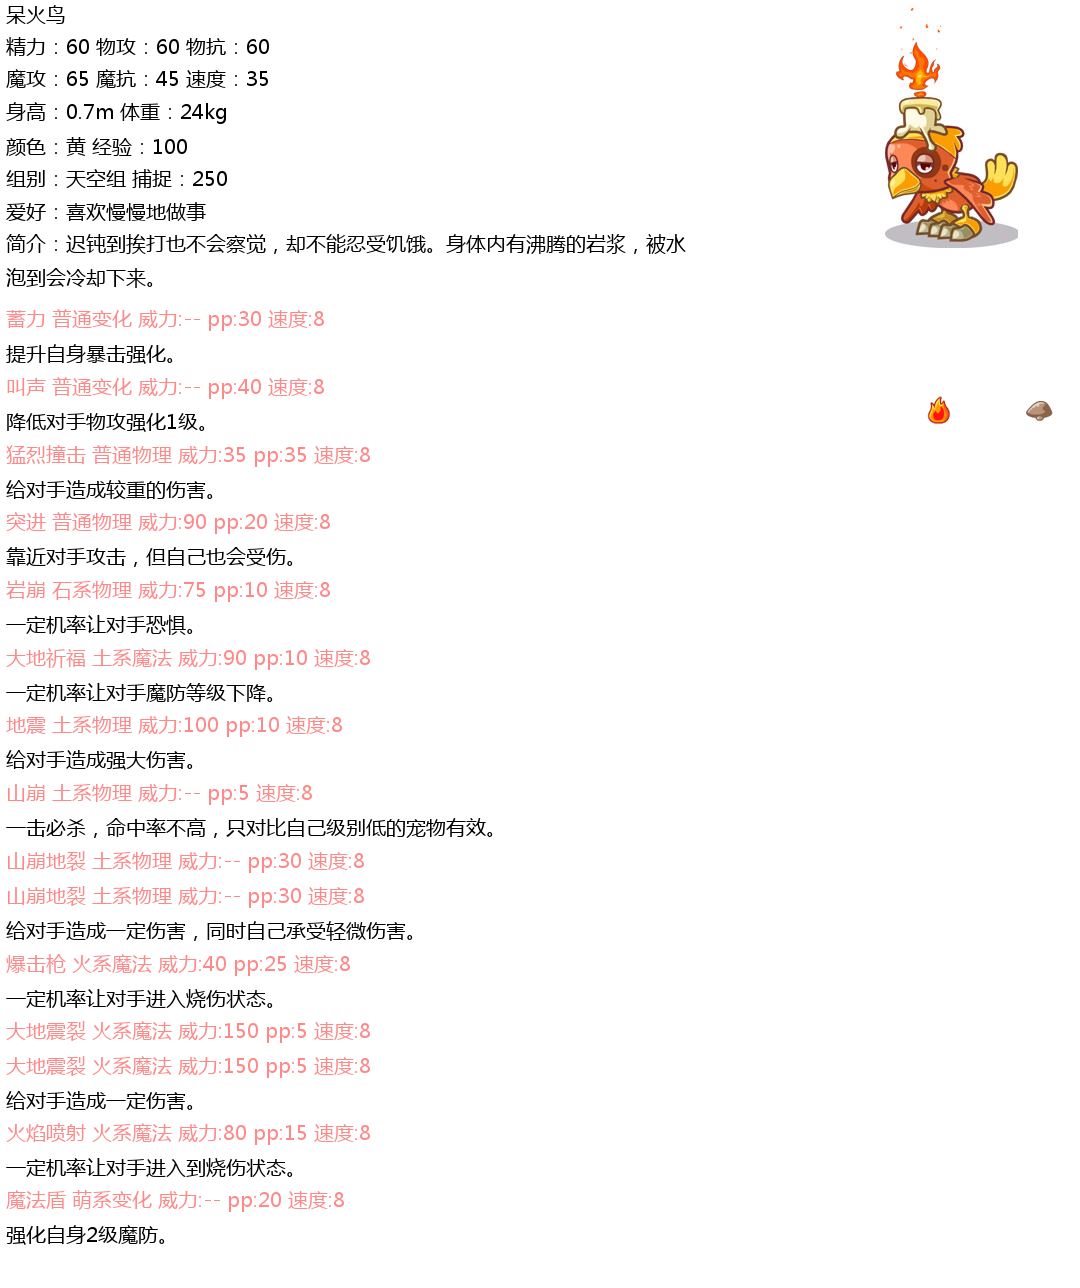 呆火鸟
精力：60 物攻：60 物抗：60
魔攻：65 魔抗：45 速度：35
身高：0.7m 体重：24kg
颜色：黄 经验：100
组别：天空组 捕捉：250
爱好：喜欢慢慢地做事
简介：迟钝到挨打也不会察觉，却不能忍受饥饿。身体内有沸腾的岩浆，被水
泡到会冷却下来。
蓄力 普通变化 威力:-- pp:30 速度:8
提升自身暴击强化。
叫声 普通变化 威力:-- pp:40 速度:8
降低对手物攻强化1级。
猛烈撞击 普通物理 威力:35 pp:35 速度:8
给对手造成较重的伤害。
突进 普通物理 威力:90 pp:20 速度:8
靠近对手攻击，但自己也会受伤。
岩崩 石系物理 威力:75 pp:10 速度:8
一定机率让对手恐惧。
大地祈福 土系魔法 威力:90 pp:10 速度:8
一定机率让对手魔防等级下降。
地震 土系物理 威力:100 pp:10 速度:8
给对手造成强大伤害。
山崩 土系物理 威力:-- pp:5 速度:8
一击必杀，命中率不高，只对比自己级别低的宠物有效。
山崩地裂 土系物理 威力:-- pp:30 速度:8
山崩地裂 土系物理 威力:-- pp:30 速度:8
给对手造成一定伤害，同时自己承受轻微伤害。
爆击枪 火系魔法 威力:40 pp:25 速度:8
一定机率让对手进入烧伤状态。
大地震裂 火系魔法 威力:150 pp:5 速度:8
大地震裂 火系魔法 威力:150 pp:5 速度:8
给对手造成一定伤害。
火焰喷射 火系魔法 威力:80 pp:15 速度:8
一定机率让对手进入到烧伤状态。
魔法盾 萌系变化 威力:-- pp:20 速度:8
强化自身2级魔防。